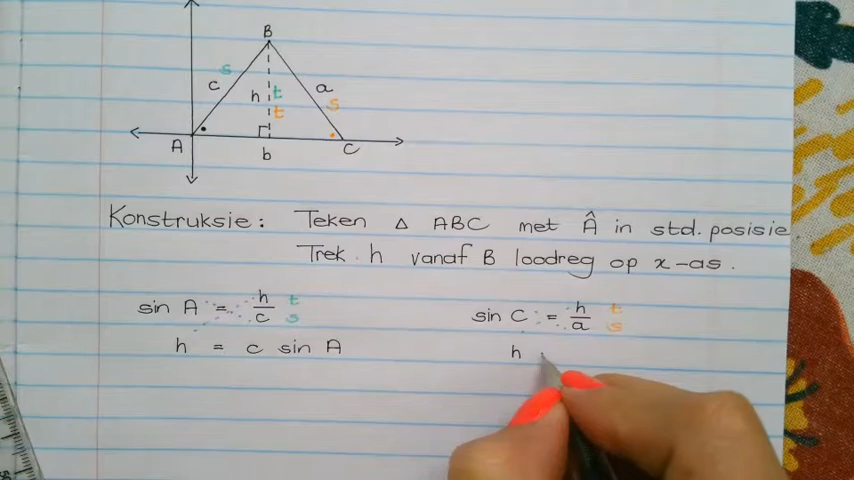 B
c s h t a
t s
A b C
Konstruksie: Teken △ ABC met Â in std. posisie
Trek h vanaf B loodreg op x-as.
sin A = h/c t s
sin C = h/a t s
h = c sin A
h